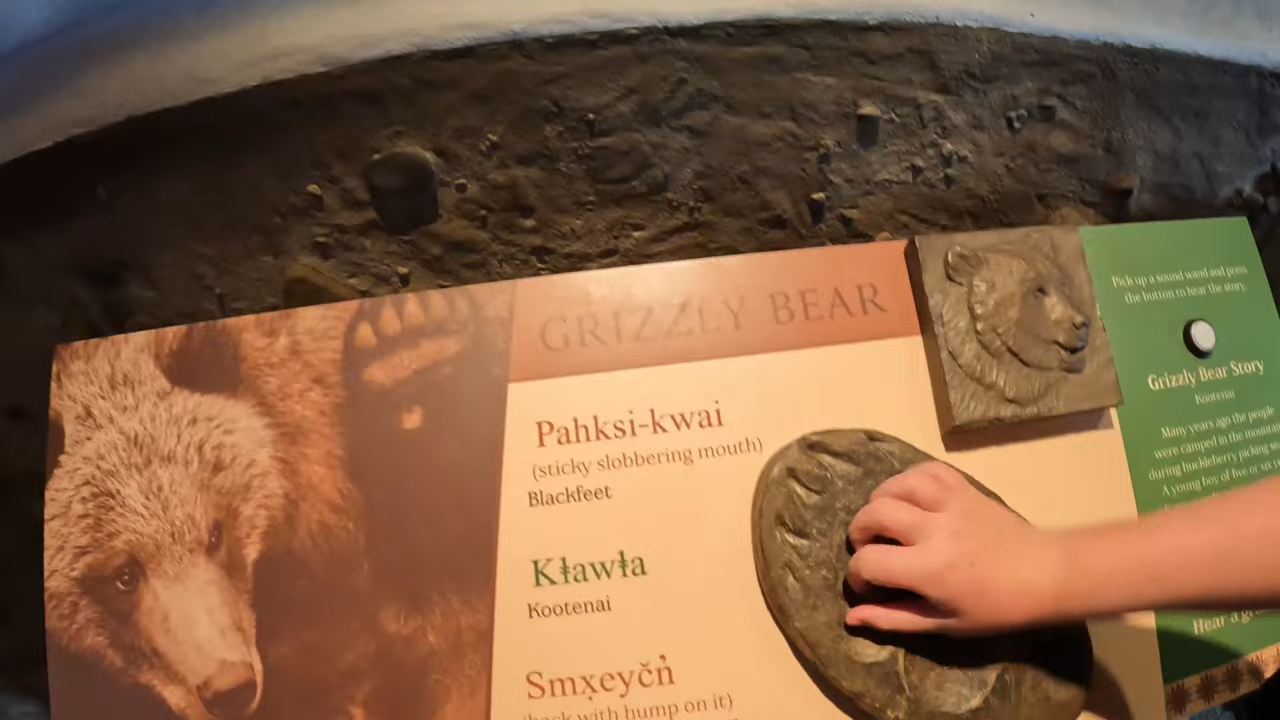 GRIZZLY BEAR
Pahksi-kwai
(sticky slobbering mouth)
Blackfeet
Kⱡawⱡa
Kootenai
Smx̣eyčn̓
(back with hump on it)
Pick up a sound wand and press
the button to hear the story.
Grizzly Bear Story
Kootenai
Many years ago the people
were camped in the mountains
during huckleberry picking
A young boy of five or six
Hear a